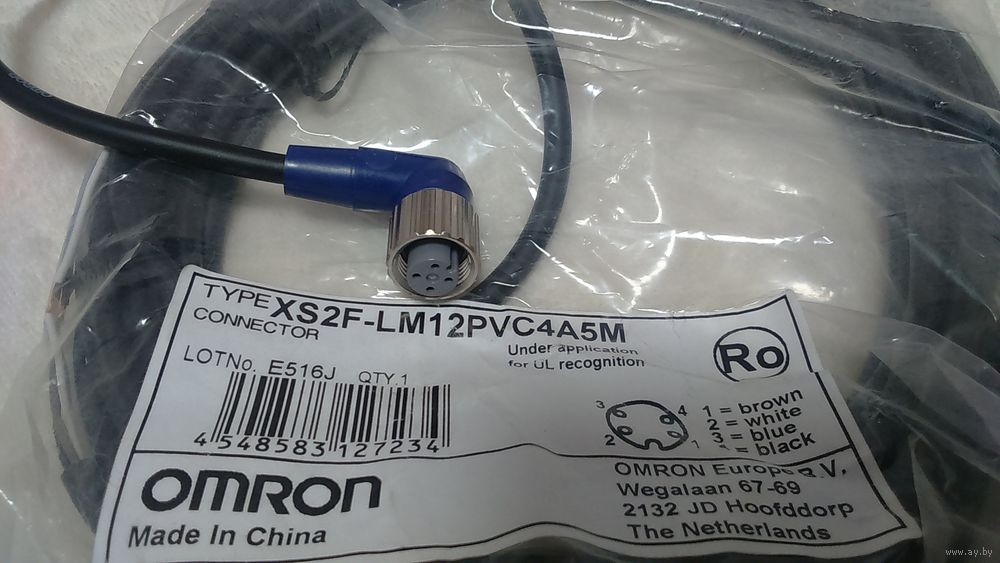 TYPE XS2F-LM12PVC4A5M
CONNECTOR
Under application
for UL recognition
Ro
LOTNo. E516J QTY.1
4 548583 127234
3 4
2 1
1 = brown
2 = white
3 = blue
= black
OMRON
Made In China
OMRON Europe B.V.
Wegalaan 67-69
2132 JD Hoofddorp
The Netherlands
www.ay.by